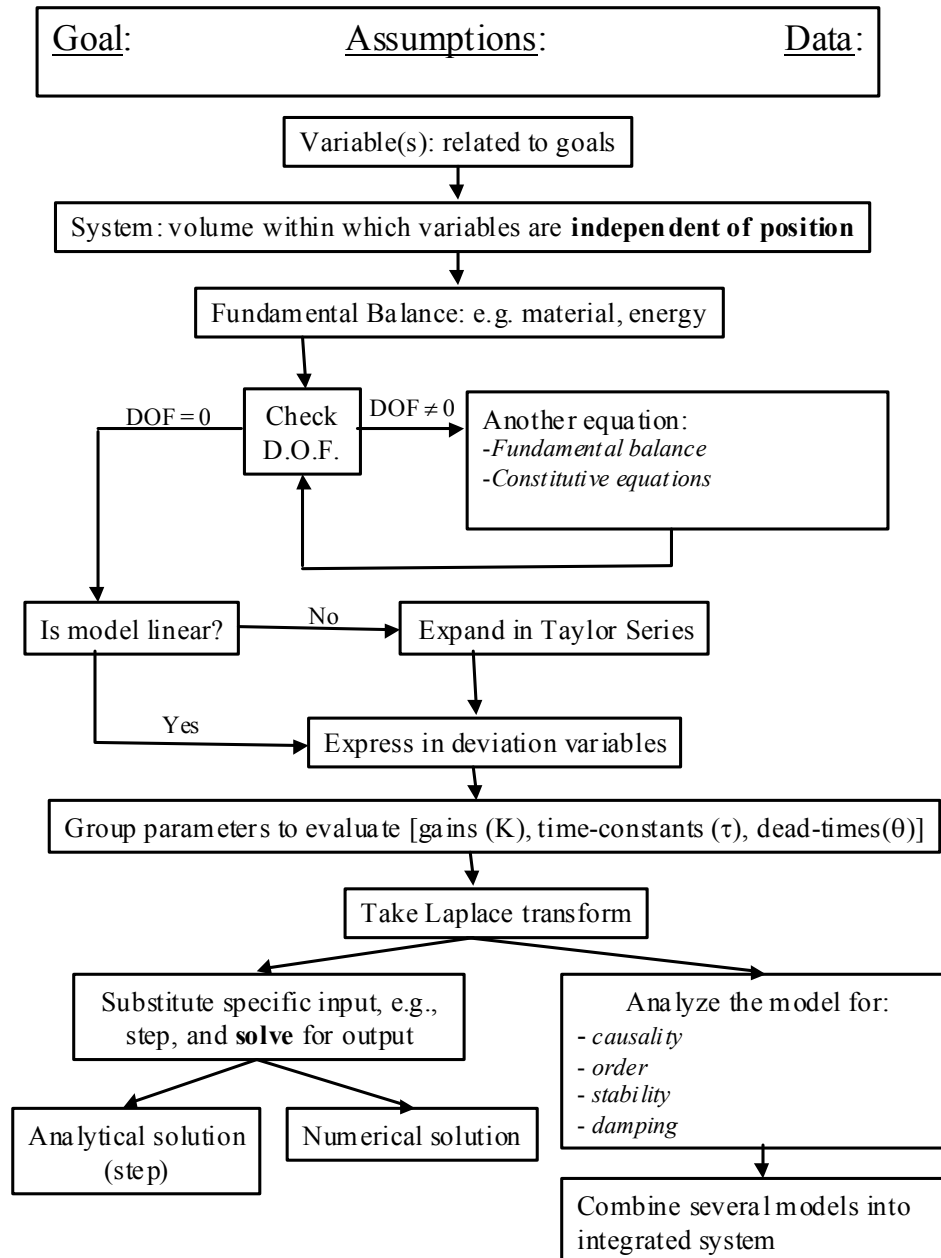 Goal: Assumptions: Data:
Variable(s): related to goals
System: volume within which variables are independent of position
Fundamental Balance: e.g. material, energy
DOF = 0
Check
D.O.F.
DOF ≠ 0
Another equation:
-Fundamental balance
-Constitutive equations
Is model linear?
No
Expand in Taylor Series
Yes
Express in deviation variables
Group parameters to evaluate [gains (K), time-constants (τ), dead-times(θ)]
Take Laplace transform
Substitute specific input, e.g.,
step, and solve for output
Analytical solution
(step)
Numerical solution
Analyze the model for:
- causality
- order
- stability
- damping
Combine several models into
integrated system